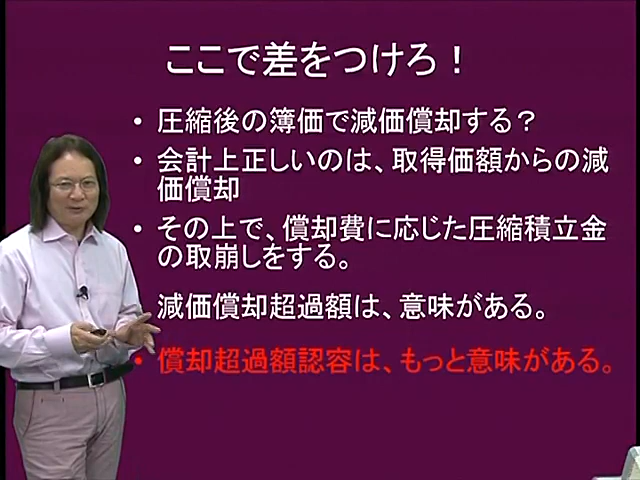 ここで差をつけろ！
• 圧縮後の簿価で減価償却する？
• 会計上正しいのは、取得価額からの減
価償却
• その上で、償却費に応じた圧縮積立金
の取崩しをする。
減価償却超過額は、意味がある。
• 償却超過額認容は、もっと意味がある。